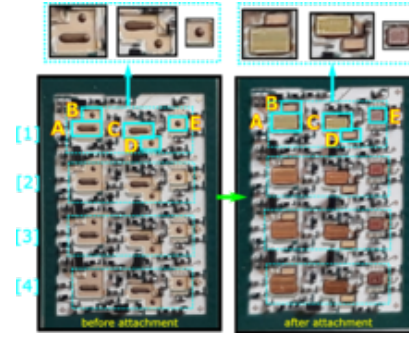 B
A C E
D
[1]
[2]
[3]
[4]
before attachment
B
A C E
D
after attachment